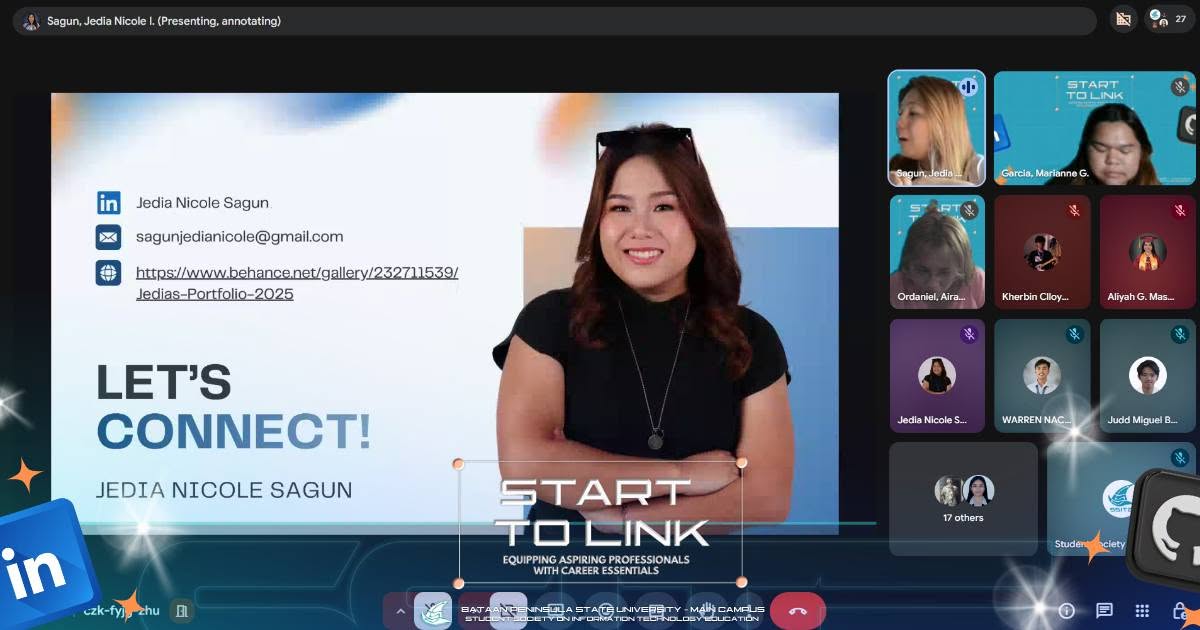 Sagun, Jedia Nicole I. (Presenting, annotating)
27
in
Jedia Nicole Sagun
sagunjedianicole@gmail.com
https://www.behance.net/gallery/232711539/
Jedias-Portfolio-2025
LET'S
CONNECT!
JEDIA NICOLE SAGUN
START
TO LINK
EQUIPPING ASPIRING PROFESSIONALS
WITH CAREER ESSENTIALS
BATAAN PENINSULA STATE UNIVERSITY - MAIN CAMPUS
STUDENT SOCIETY ON INFORMATION TECHNOLOGY EDUCATION
in
START
TO LINK
Sagun, Jedia ...
Garcia, Marianne G.
Ordaniel, Aira...
Kherbin Clloy...
Aliyah G. Mas...
Jedia Nicole S...
WARREN NAC...
Judd Miguel B...
17 others
Student Society